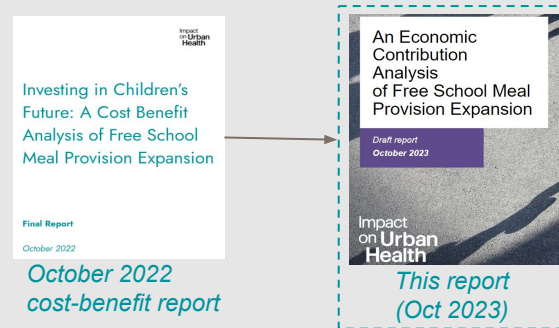 Impact
on Urban
Health
Investing in Children's
Future: A Cost Benefit
Analysis of Free School
Meal Provision Expansion
Final Report
October 2022
October 2022
cost-benefit report
An Economic
Contribution
Analysis
of Free School Meal
Provision Expansion
Draft report
October 2023
Impact
on Urban
Health
This report
(Oct 2023)